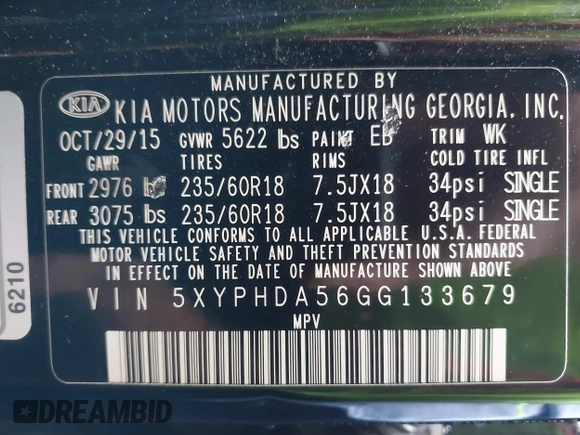 MANUFACTURED BY
KIA KIA MOTORS MANUFACTURING GEORGIA, INC.
OCT/29/15 GVWR 5622 lbs PAINT EB TRIM WK
GAWR TIRES RIMS COLD TIRE INFL
FRONT 2976 lbs 235/60R18 7.5JX18 34psi SINGLE
REAR 3075 lbs 235/60R18 7.5JX18 34psi SINGLE
THIS VEHICLE CONFORMS TO ALL APPLICABLE U.S.A. FEDERAL
MOTOR VEHICLE SAFETY AND THEFT PREVENTION STANDARDS
IN EFFECT ON THE DATE OF MANUFACTURE SHOWN ABOVE.
VIN 5XYPHDA56GG133679
MPV
6210
DREAMBID